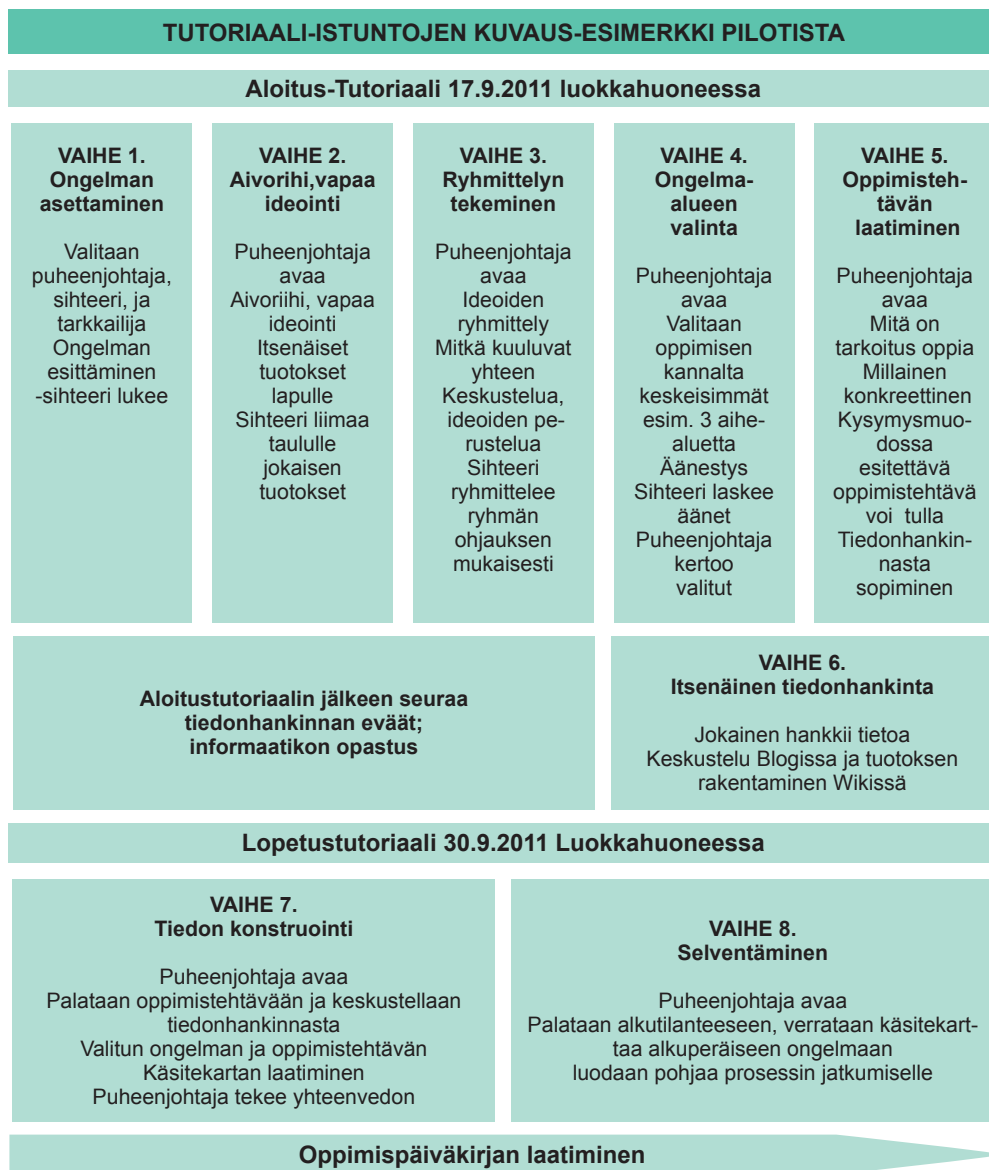 TUTORIAALI-ISTUNTOJEN KUVAUS-ESIMERKKI PILOTISTA
Aloitus-Tutoriaali 17.9.2011 luokkahuoneessa
VAIHE 1.
Ongelman
asettaminen
Valitaan
puheenjohtaja,
sihteeri, ja
tarkkailija
Ongelman
esittäminen
-sihteeri lukee
VAIHE 2.
Aivorihi,vapaa
ideointi
Puheenjohtaja
avaa
Aivoriihi, vapaa
ideointi
Itsenäiset
tuotokset
lapulle
Sihteeri liimaa
taululle
jokaisen
tuotokset
VAIHE 3.
Ryhmittelyn
tekeminen
Puheenjohtaja
avaa
Ideoiden
ryhmittely
Mitkä kuuluvat
yhteen
Keskustelua,
ideoiden pe-
rustelua
Sihteeri
ryhmittelee
ryhmän
ohjauksen
mukaisesti
VAIHE 4.
Ongelma-
alueen
valinta
Puheenjohtaja
avaa
Valitaan
oppimisen
kannalta
keskeisimmät
esim. 3 aihe-
aluetta
Äänestys
Sihteeri laskee
äänet
Puheenjohtaja
kertoo
valitut
VAIHE 5.
Oppimisteh-
tävän
laatiminen
Puheenjohtaja
avaa
Mitä on
tarkoitus oppia
Millainen
konkreettinen
Kysymysmuo-
dossa
esitettävä
oppimistehtävä
voi tulla
Tiedonhankin-
nasta
sopiminen
Aloitustutoriaalin jälkeen seuraa
tiedonhankinnan eväät;
informaatikon opastus
VAIHE 6.
Itsenäinen tiedonhankinta
Jokainen hankkii tietoa
Keskustelu Blogissa ja tuotoksen
rakentaminen Wikissä
Lopetustutoriaali 30.9.2011 Luokkahuoneessa
VAIHE 7.
Tiedon konstruointi
Puheenjohtaja avaa
Palataan oppimistehtävään ja keskustellaan
tiedonhankinnasta
Valitun ongelman ja oppimistehtävän
Käsitekartan laatiminen
Puheenjohtaja tekee yhteenvedon
VAIHE 8.
Selventäminen
Puheenjohtaja avaa
Palataan alkutilanteeseen, verrataan käsitekart-
taa alkuperäiseen ongelmaan
luodaan pohjaa prosessin jatkumiselle
Oppimispäiväkirjan laatiminen